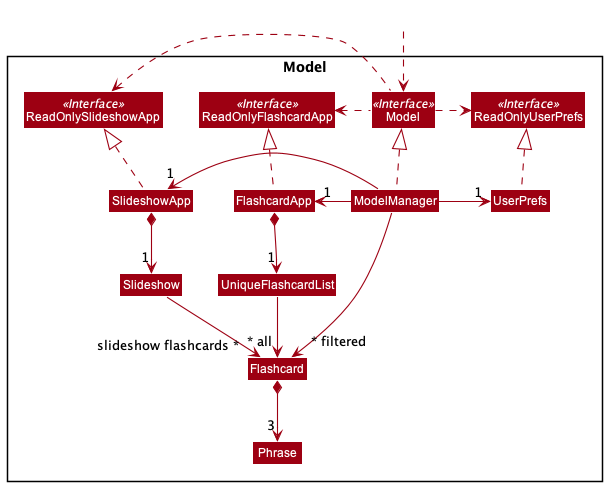 Model
«Interface»
ReadOnlySlideshowApp
«Interface»
ReadOnlyFlashcardApp
«Interface»
Model
«Interface»
ReadOnlyUserPrefs
1
SlideshowApp
FlashcardApp
1
ModelManager
1
UserPrefs
1
1
Slideshow
UniqueFlashcardList
slideshow flashcards *
* all
* filtered
Flashcard
3
Phrase